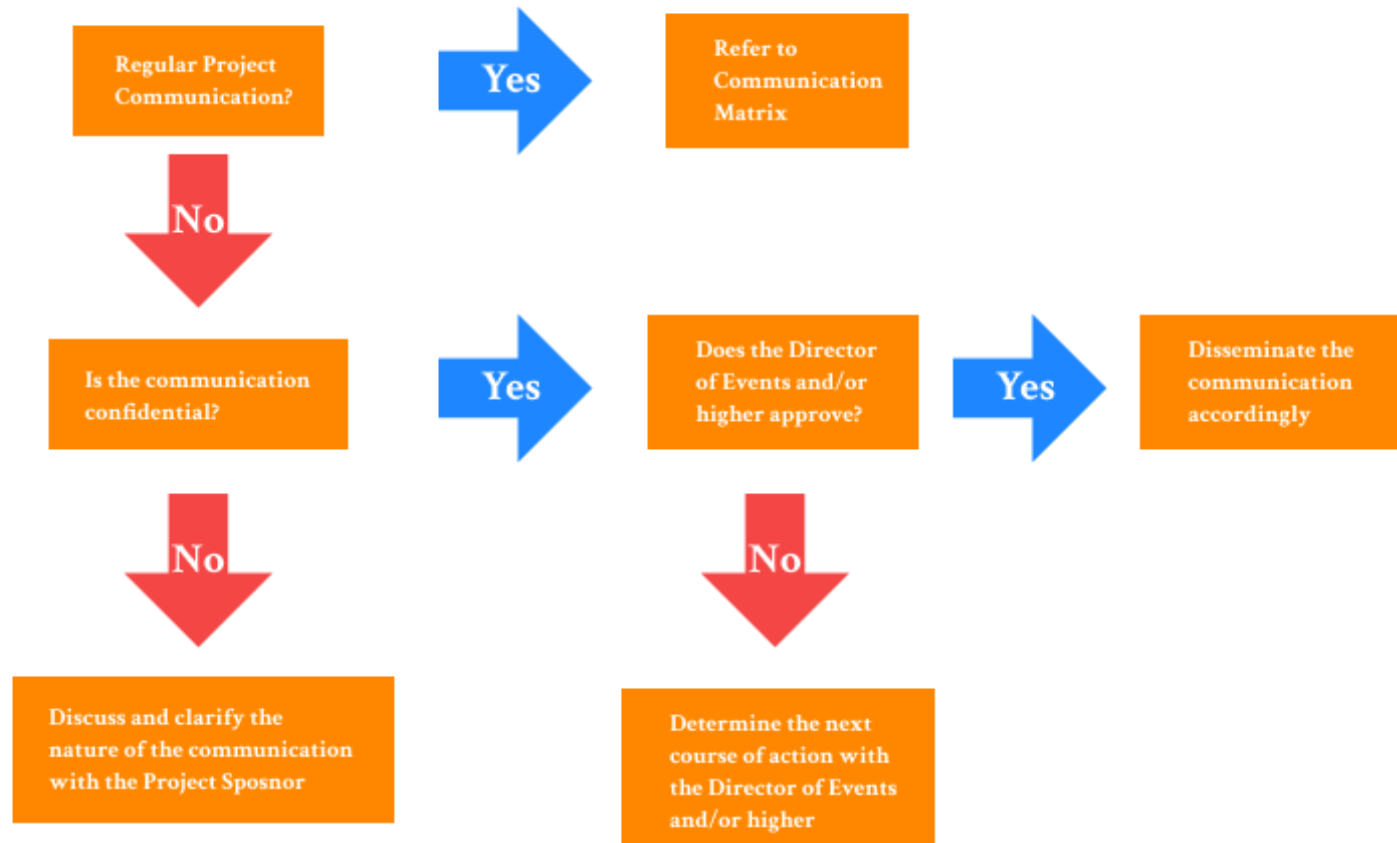 Regular Project
Communication?
Yes
Refer to
Communication
Matrix
No
Is the communication
confidential?
Yes
Does the Director
of Events and/or
higher approve?
Yes
Disseminate the
communication
accordingly
No
No
Discuss and clarify the
nature of the communication
with the Project Sposnor
Determine the next
course of action with
the Director of Events
and/or higher